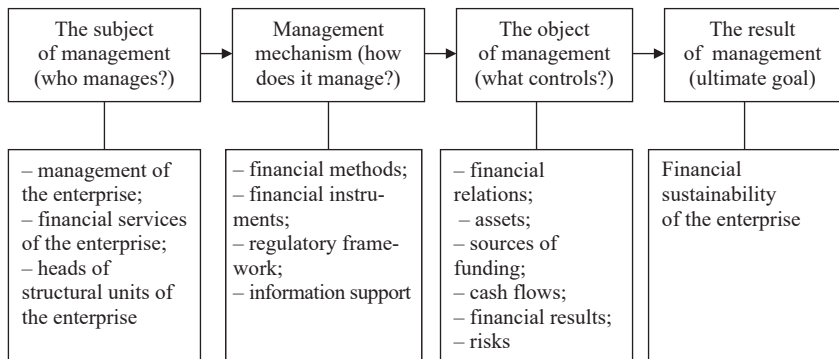 The subject
of management
(who manages?)
Management
mechanism (how
does it manage?)
The object
of management
(what controls?)
The result
of management
(ultimate goal)
– management of
the enterprise;
– financial services
of the enterprise;
– heads of
structural units of
the enterprise
– financial methods;
– financial instru-
ments;
– regulatory frame-
work;
– information support
– financial
relations;
– assets;
– sources of
funding;
– cash flows;
– financial results;
– risks
Financial
sustainability
of the enterprise